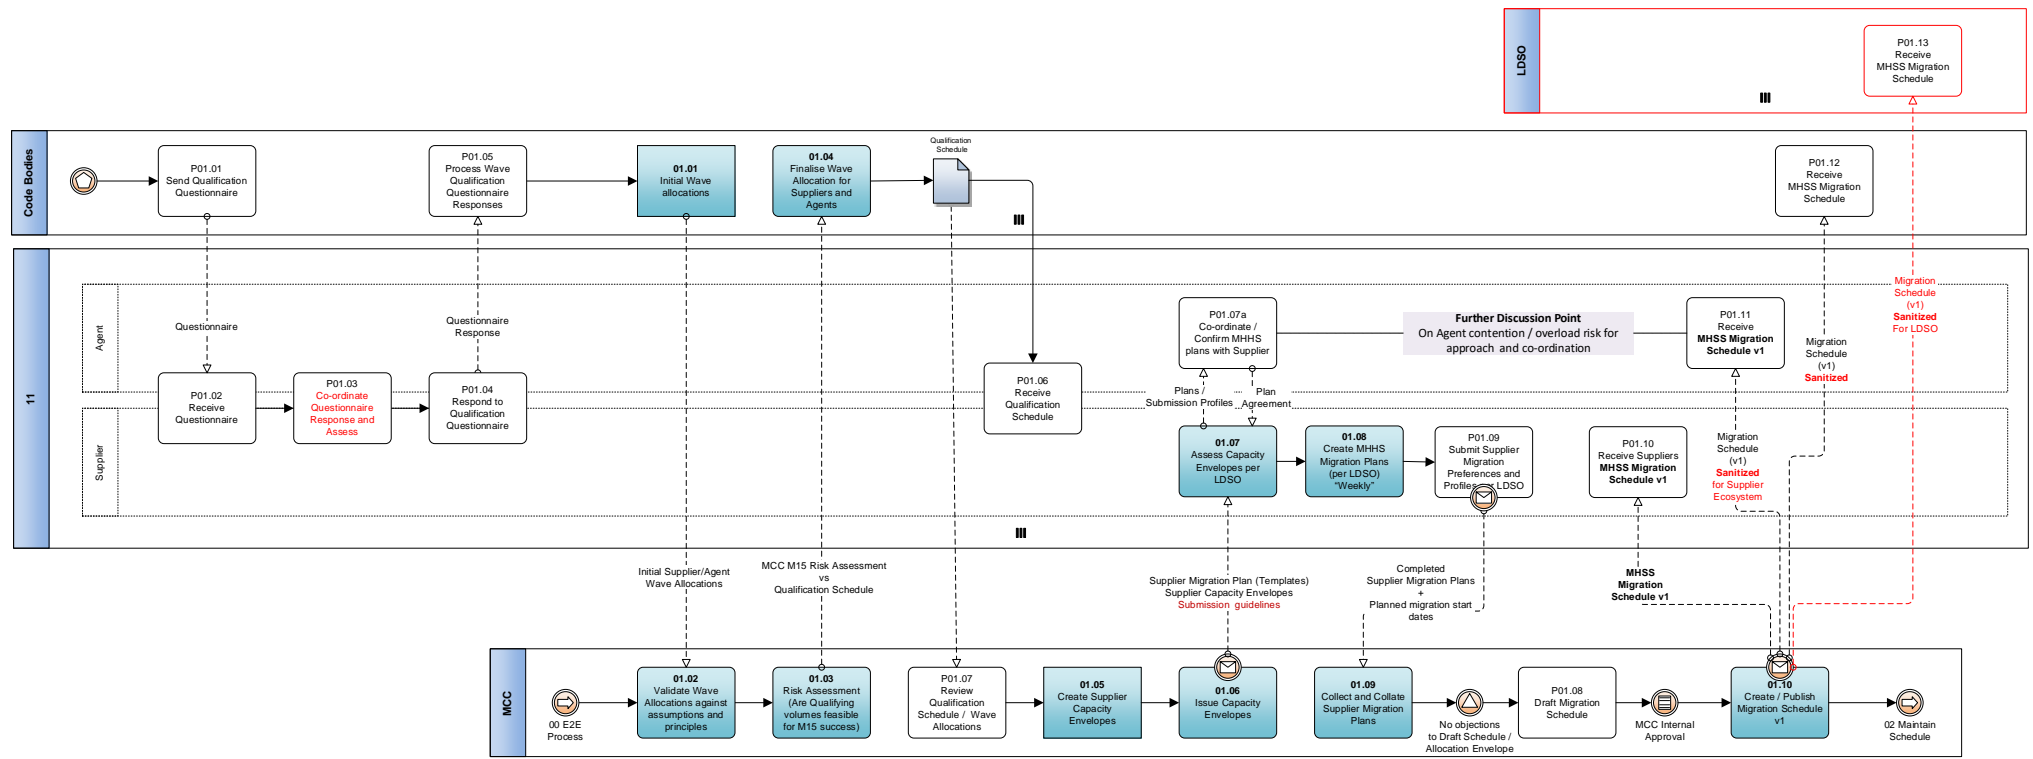 LDSO
P01.13
Receive
MHSS Migration
Schedule
Code Bodies
P01.01
Send Qualification
Questionnaire
P01.05
Process Wave
Qualification
Questionnaire
Responses
01.01
Initial Wave
allocations
01.04
Finalise Wave
Allocation for
Suppliers and
Agents
Qualification
Schedule
P01.12
Receive
MHSS Migration
Schedule
11
Agent
Supplier
Questionnaire
Questionnaire
Response
P01.02
Receive
Questionnaire
P01.03
Co-ordinate
Questionnaire
Response and
Assess
P01.04
Respond to
Qualification
Questionnaire
P01.06
Receive
Qualification
Schedule
P01.07a
Co-ordinate /
Confirm MHHS
plans with Supplier
Further Discussion Point
On Agent contention / overload risk for
approach and co-ordination
P01.11
Receive
MHSS Migration
Schedule v1
Migration
Schedule
(v1)
Sanitized
Migration
Schedule
(v1)
Sanitized
For LDSO
Plans /
Submission Profiles
Plan
Agreement
01.07
Assess Capacity
Envelopes per
LDSO
01.08
Create MHHS
Migration Plans
(per LDSO)
“Weekly”
P01.09
Submit Supplier
Migration
Preferences and
Profiles per LDSO
P01.10
Receive Suppliers
MHSS Migration
Schedule v1
Migration
Schedule
(v1)
Sanitized
for Supplier
Ecosystem
Initial Supplier/Agent
Wave Allocations
MCC M15 Risk Assessment
vs
Qualification Schedule
Supplier Migration Plan (Templates)
Supplier Capacity Envelopes
Submission guidelines
Completed
Supplier Migration Plans
+
Planned migration start
dates
MHSS
Migration
Schedule v1
MCC
00 E2E
Process
01.02
Validate Wave
Allocations against
assumptions and
principles
01.03
Risk Assessment
(Are Qualifying
volumes feasible
for M15 success)
P01.07
Review
Qualification
Schedule / Wave
Allocations
01.05
Create Supplier
Capacity
Envelopes
01.06
Issue Capacity
Envelopes
01.09
Collect and Collate
Supplier Migration
Plans
No objections
to Draft Schedule /
Allocation Envelope
P01.08
Draft Migration
Schedule
MCC Internal
Approval
01.10
Create / Publish
Migration Schedule
v1
02 Maintain
Schedule